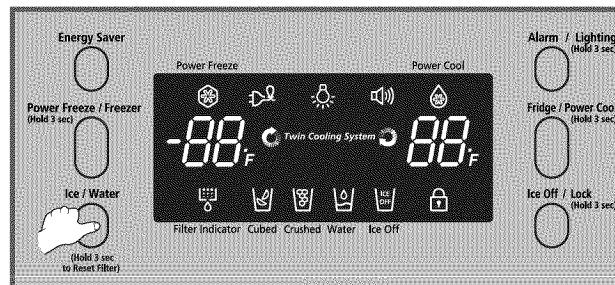 Energy Saver
Power Freeze / Freezer
(Hold 3 sec)
Ice / Water
(Hold 3 sec
to Reset Filter)
Power Freeze
Power Cool
-88°F
Twin Cooling System
88°F
ICE
OFF
Filter Indicator
Cubed
Crushed
Water
Ice Off
Alarm / Lighting
(Hold 3 sec)
Fridge / Power Cool
(Hold 3 sec)
Ice Off / Lock
(Hold 3 sec)